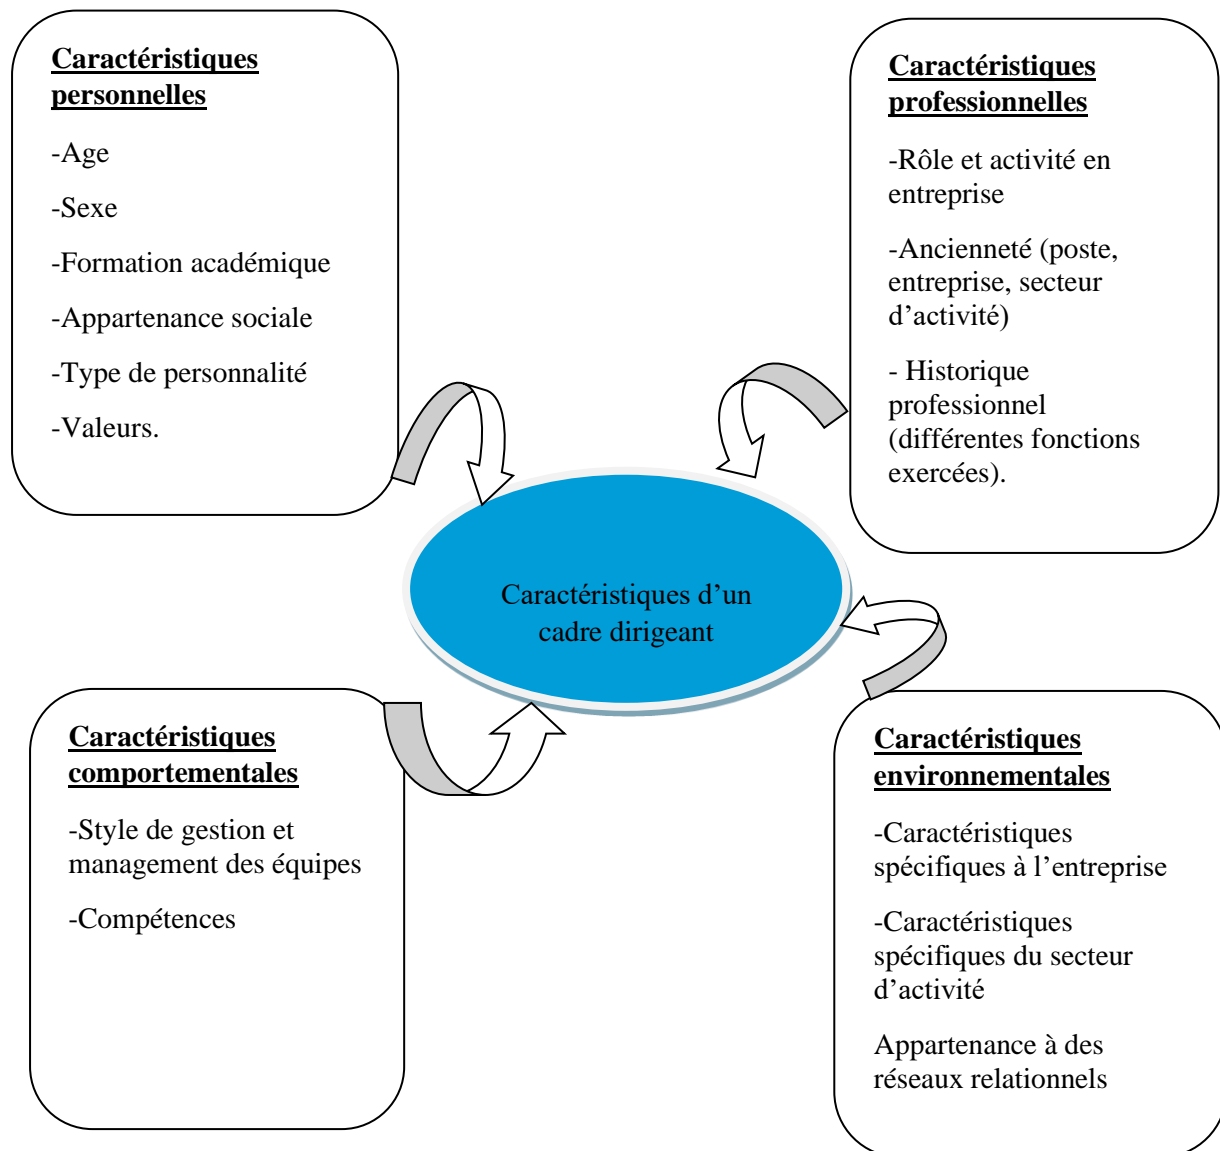 Caractéristiques
personnelles
-Age
-Sexe
-Formation académique
-Appartenance sociale
-Type de personnalité
-Valeurs.
Caractéristiques
professionnelles
-Rôle et activité en
entreprise
-Ancienneté (poste,
entreprise, secteur
d’activité)
- Historique
professionnel
(différentes fonctions
exercées).
Caractéristiques d’un
cadre dirigeant
Caractéristiques
comportementales
-Style de gestion et
management des équipes
-Compétences
Caractéristiques
environnementales
-Caractéristiques
spécifiques à l’entreprise
-Caractéristiques
spécifiques du secteur
d’activité
Appartenance à des
réseaux relationnels